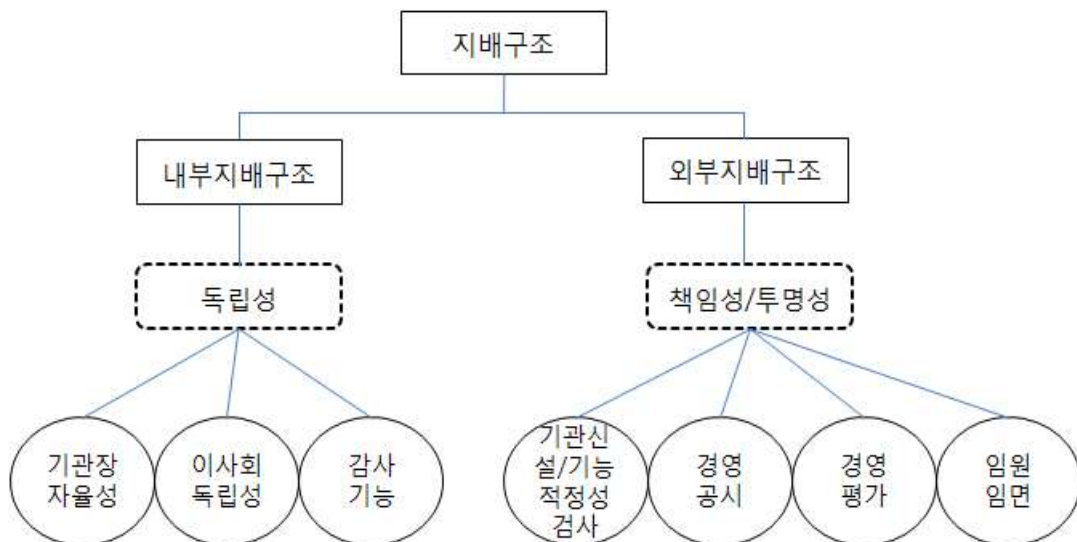 지배구조
내부지배구조
외부지배구조
독립성
책임성/투명성
기관장
자율성
이사회
독립성
감사
기능
기관신
설/기능
적정성
검사
경영
공시
경영
평가
임원
임면